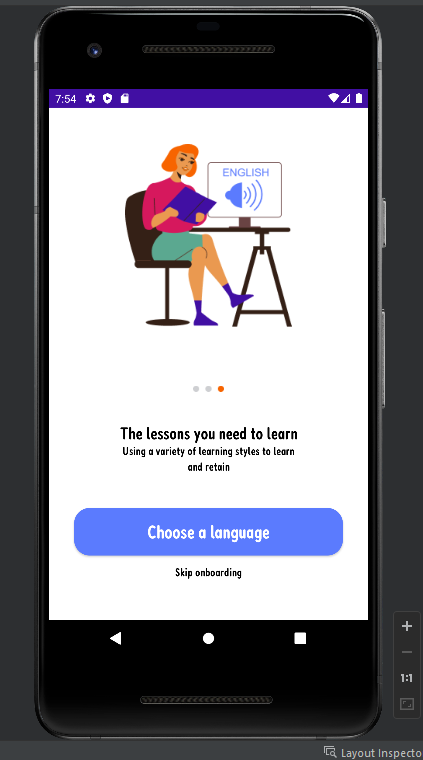 7:54
ENGLISH
The lessons you need to learn
Using a variety of learning styles to learn
and retain
Choose a language
Skip onboarding
1:1
Layout Inspecto